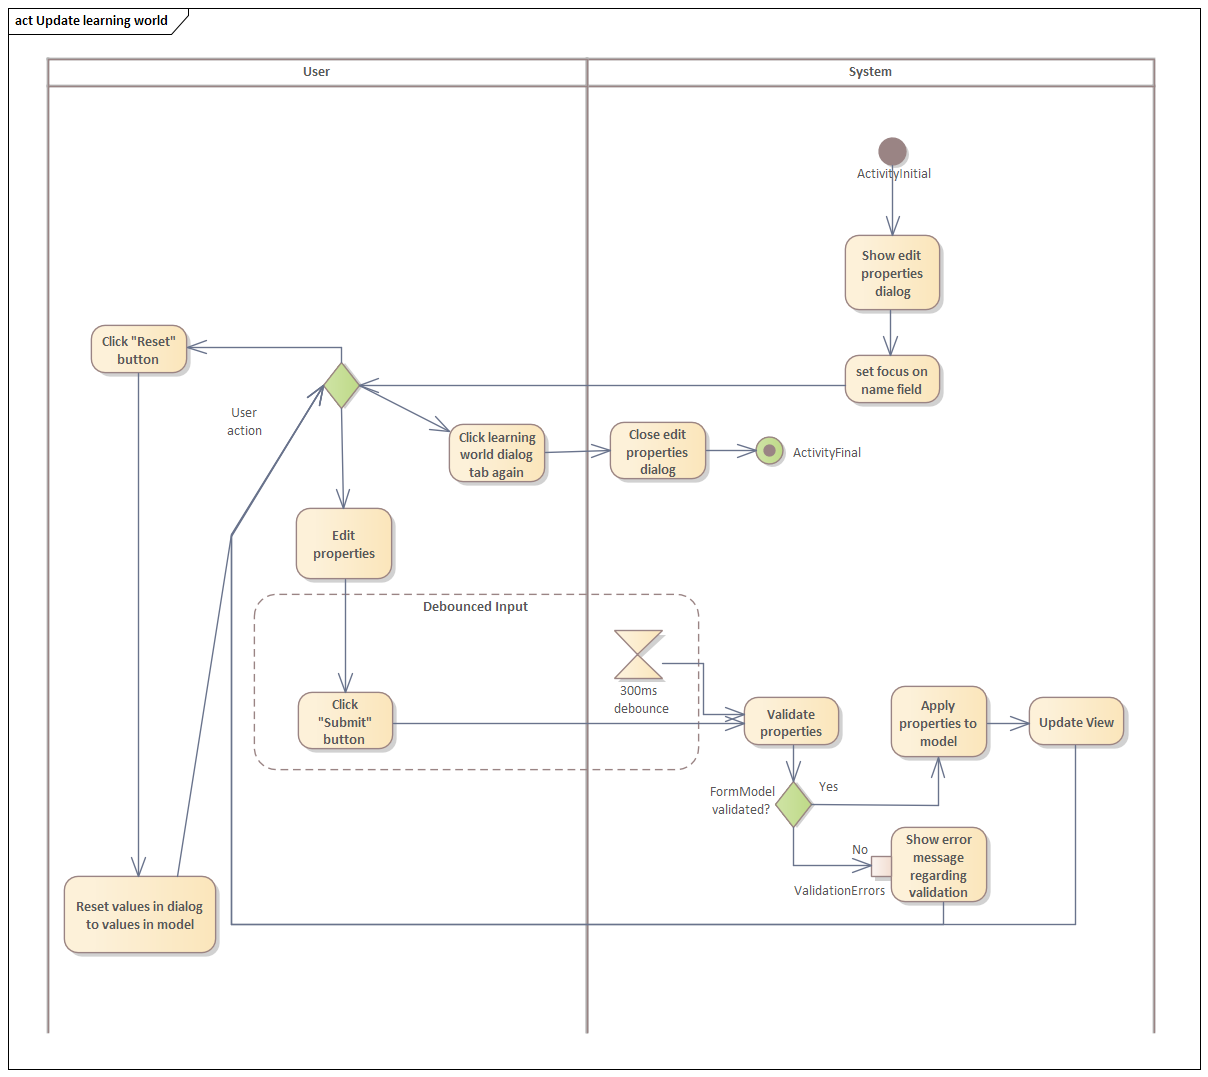 act Update learning world
User
System
ActivityInitial
Show edit
properties
dialog
Click "Reset"
button
set focus on
name field
User
action
Click learning
world dialog
tab again
Close edit
properties
dialog
ActivityFinal
Edit
properties
Debounced Input
300ms
debounce
Click
"Submit"
button
Validate
properties
Apply
properties to
model
Update View
FormModel
validated?
Yes
No
ValidationErrors
Show error
message
regarding
validation
Reset values in dialog
to values in model